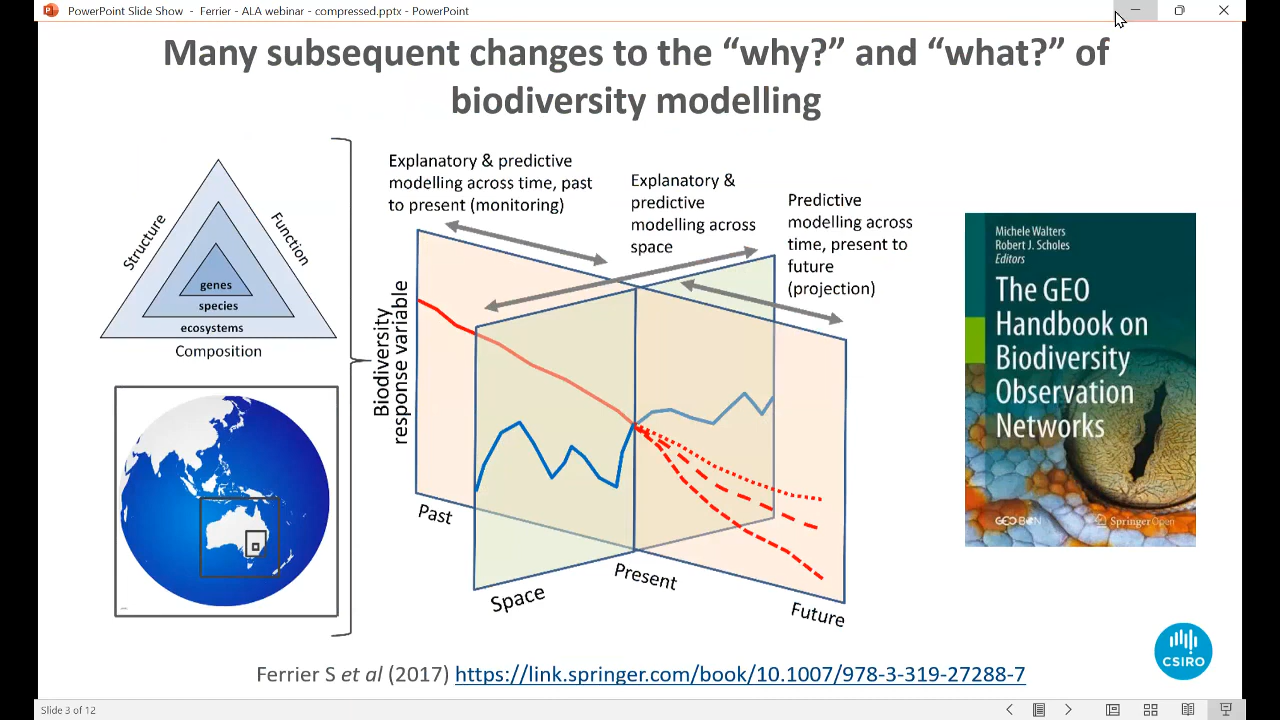 PowerPoint Slide Show - Ferrier - ALA webinar - compressed.pptx - PowerPoint
Many subsequent changes to the “why?” and “what?” of
biodiversity modelling
Structure
Function
genes
species
ecosystems
Composition
Explanatory & predictive
modelling across time, past
to present (monitoring)
Explanatory &
predictive
modelling across
space
Predictive
modelling across
time, present to
future
(projection)
Biodiversity
response variable
Past
Present
Future
Space
Michele Walters
Robert J. Scholes
Editors
The GEO
Handbook on
Biodiversity
Observation
Networks
GEO BON
Springer Open
Ferrier S et al (2017) https://link.springer.com/book/10.1007/978-3-319-27288-7
CSIRO
Slide 3 of 12